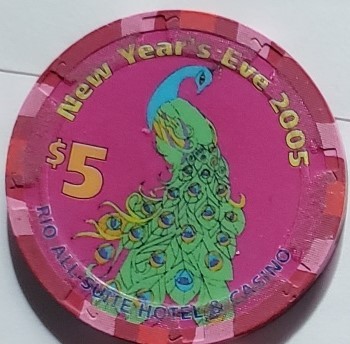 New Year's Eve 2005
$5
RIO ALL-SUITE HOTEL & CASINO